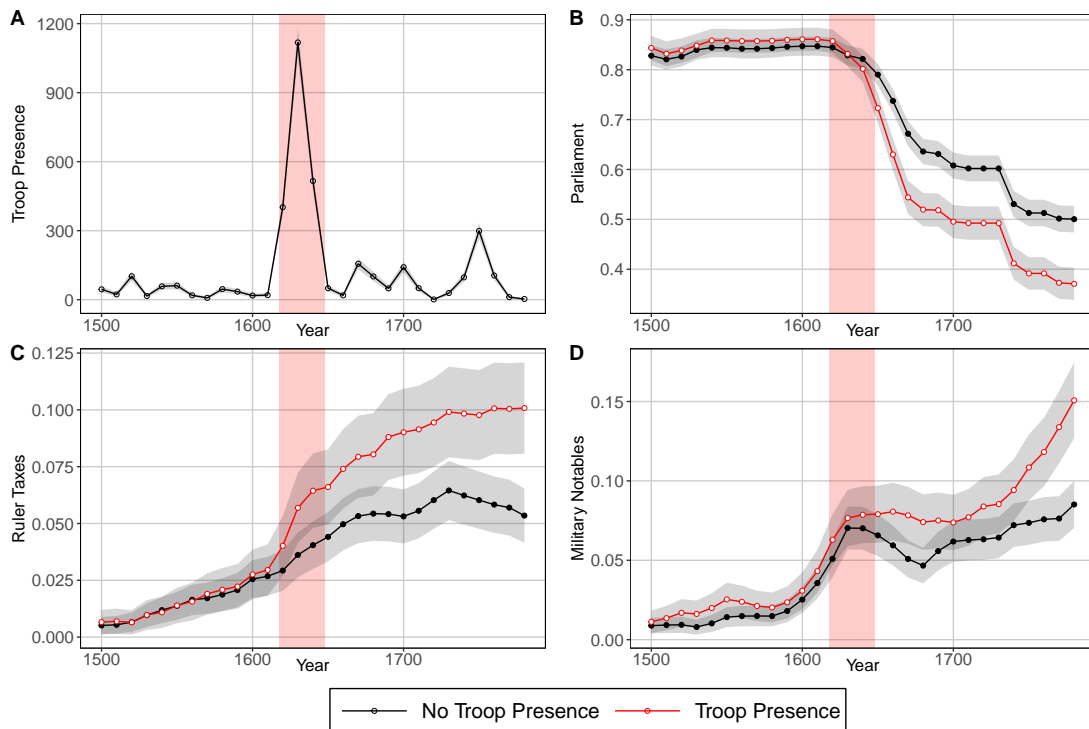 A
Troop Presence
1200
900
600
300
0
1500
1600
1700
Year
B
Parliament
0.9
0.8
0.7
0.6
0.5
0.4
1500
1600
1700
Year
C
Ruler Taxes
0.125
0.100
0.075
0.050
0.025
0.000
1500
1600
1700
Year
D
Military Notables
0.15
0.10
0.05
0.00
1500
1600
1700
Year
No Troop Presence
Troop Presence